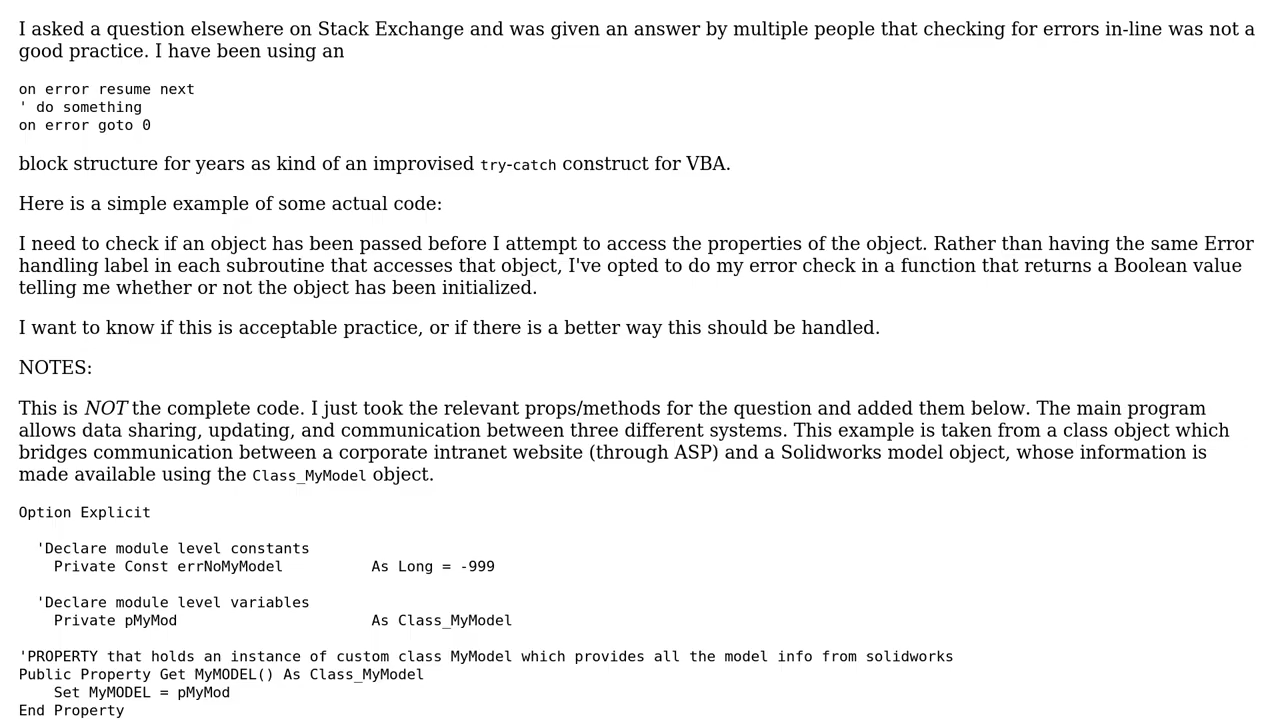 I asked a question elsewhere on Stack Exchange and was given an answer by multiple people that checking for errors in-line was not a
good practice. I have been using an
on error resume next
' do something
on error goto 0
block structure for years as kind of an improvised try-catch construct for VBA.
Here is a simple example of some actual code:
I need to check if an object has been passed before I attempt to access the properties of the object. Rather than having the same Error
handling label in each subroutine that accesses that object, I've opted to do my error check in a function that returns a Boolean value
telling me whether or not the object has been initialized.
I want to know if this is acceptable practice, or if there is a better way this should be handled.
NOTES:
This is NOT the complete code. I just took the relevant props/methods for the question and added them below. The main program
allows data sharing, updating, and communication between three different systems. This example is taken from a class object which
bridges communication between a corporate intranet website (through ASP) and a Solidworks model object, whose information is
made available using the Class_MyModel object.
Option Explicit
'Declare module level constants
Private Const errNoMyModel As Long = -999
'Declare module level variables
Private pMyMod As Class_MyModel
'PROPERTY that holds an instance of custom class MyModel which provides all the model info from solidworks
Public Property Get MyMODEL() As Class_MyModel
Set MyMODEL = pMyMod
End Property